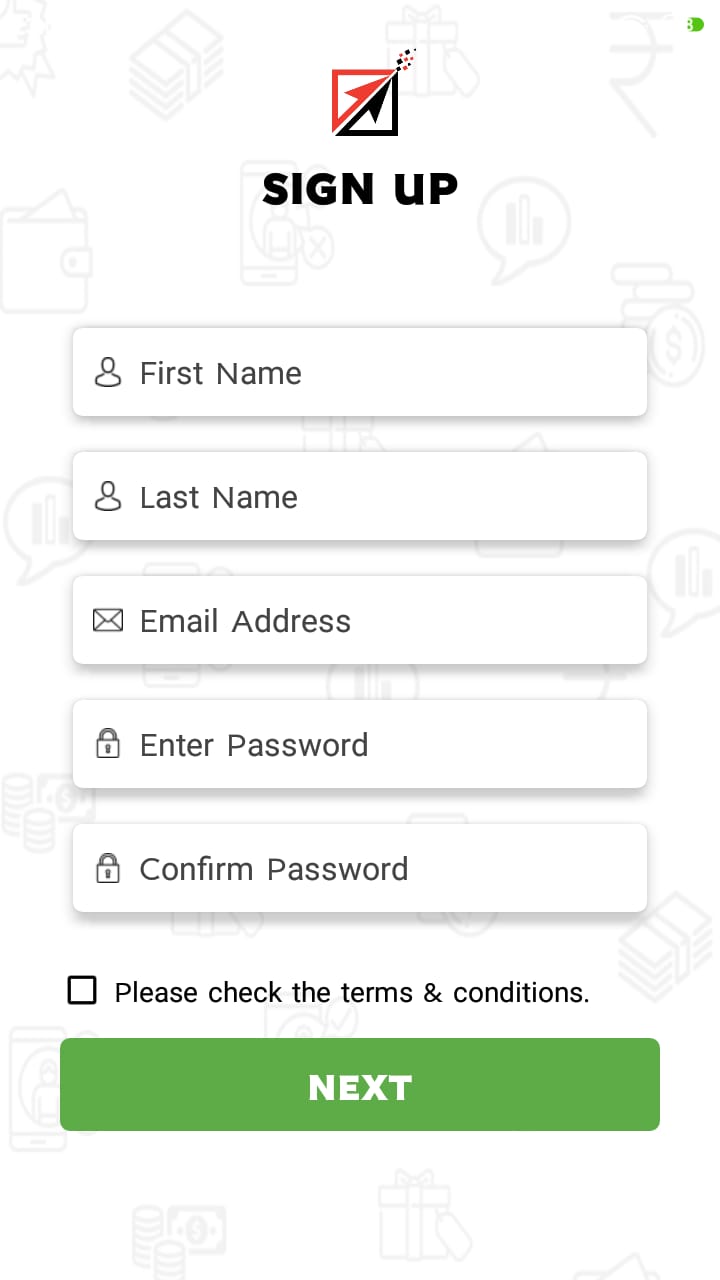 SIGN UP
First Name
Last Name
Email Address
Enter Password
Confirm Password
Please check the terms & conditions.
NEXT